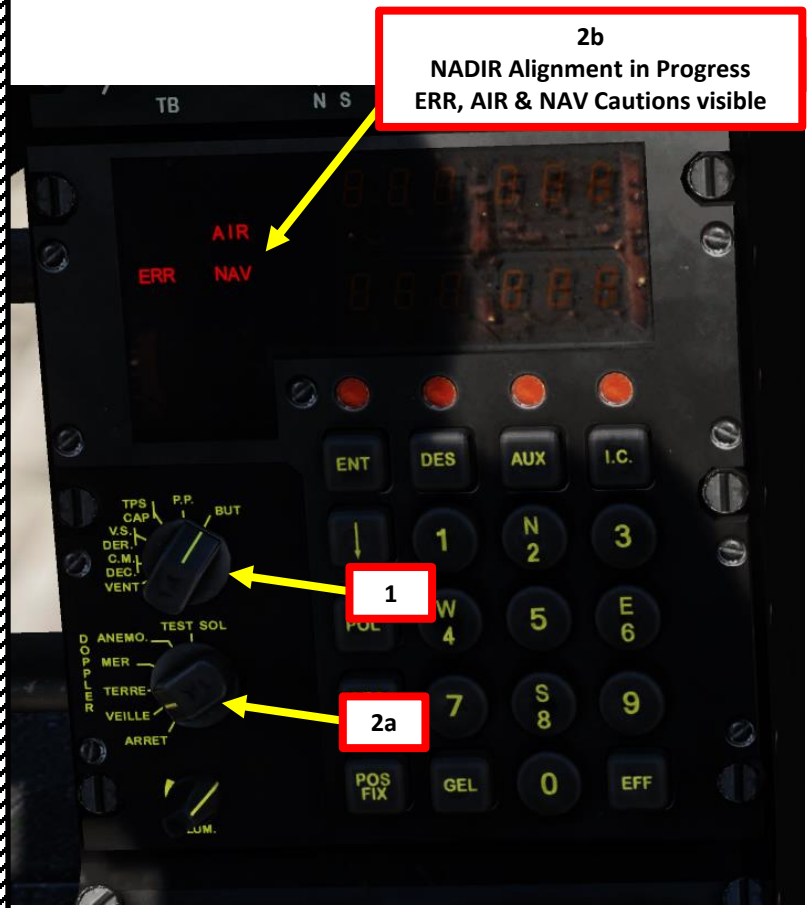 2b
NADIR Alignment in Progress
ERR, AIR & NAV Cautions visible
TB
N S
AIR
ERR NAV
ENT DES AUX I.C.
TPS
CAP
P.P.
BUT
V.S.
DER.
C.M.
DEC.
VENT
↓ 1 N 2 3
1
POL W 4 5 E 6
TEST SOL
DOPPLER
ANEMO.
MER
TERRE
VEILLE
ARRET
2a
7 S 8 9
POS FIX GEL 0 EFF
LUM.